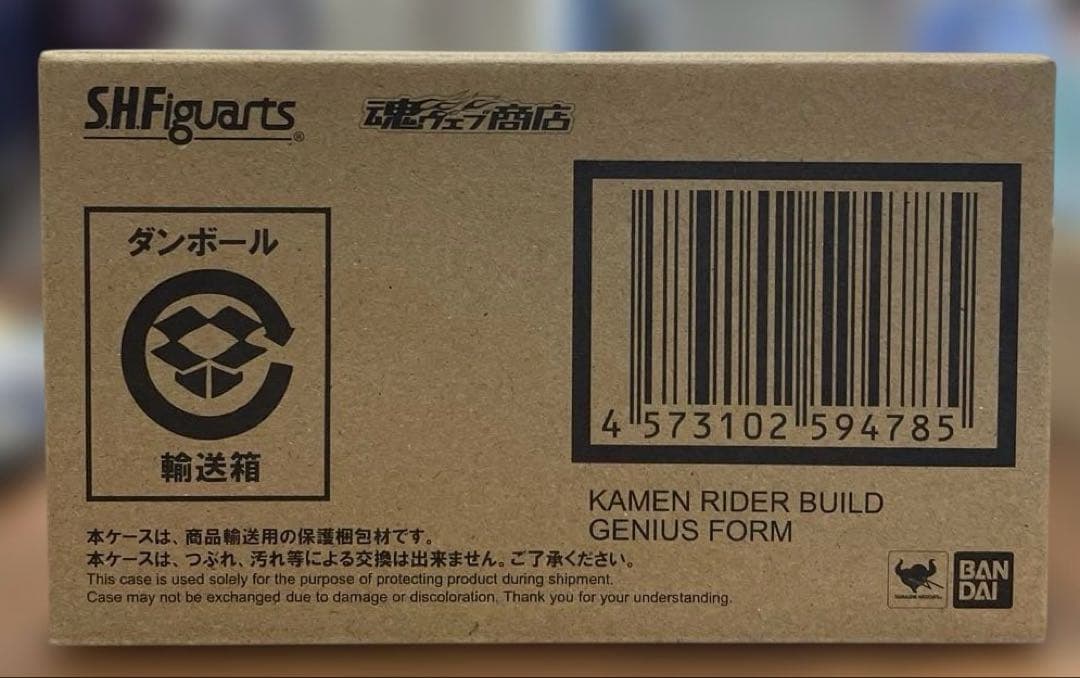 S.H.Figuarts®
魂ウェブ商店
ダンボール
輸送箱
4 573102 594785
KAMEN RIDER BUILD
GENIUS FORM
本ケースは、商品輸送用の保護梱包材です。
本ケースは、つぶれ、汚れ等による交換は出来ません。ご了承ください。
This case is used solely for the purpose of protecting product during shipment.
Case may not be exchanged due to damage or discoloration. Thank you for your understanding.
TAMASHII NATIONS
BAN
DAI